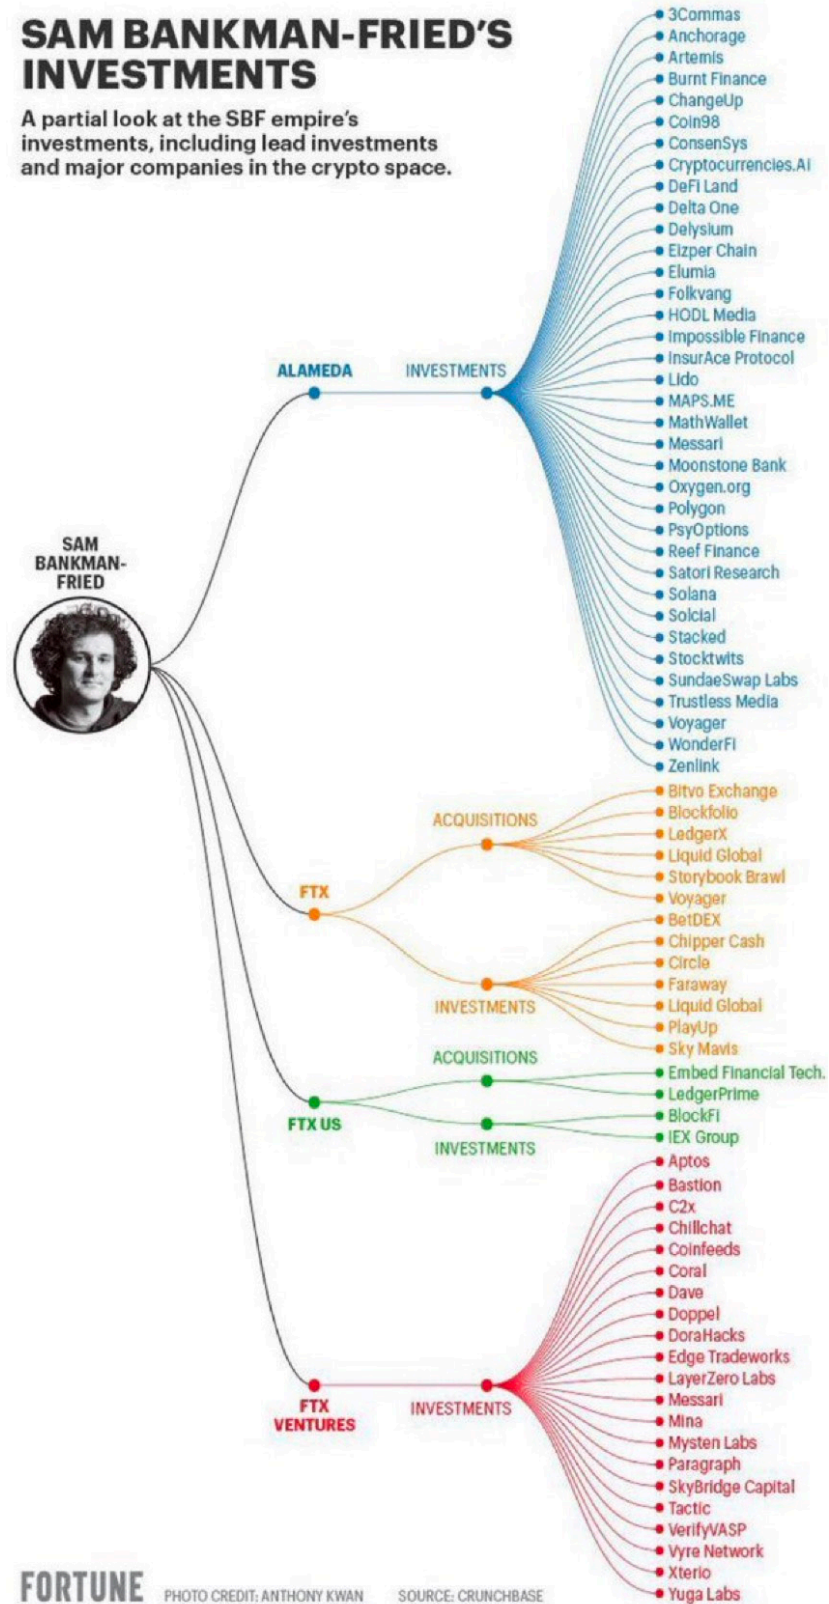 SAM BANKMAN-FRIED'S
INVESTMENTS
A partial look at the SBF empire's
investments, including lead investments
and major companies in the crypto space.
SAM
BANKMAN-
FRIED
ALAMEDA
INVESTMENTS
3Commas
Anchorage
Artemis
Burnt Finance
ChangeUp
Coin98
ConsenSys
Cryptocurrencies.Ai
DeFi Land
Delta One
Delysium
Eizper Chain
Elumia
Folkvang
HODL Media
Impossible Finance
InsurAce Protocol
Lido
MAPS.ME
MathWallet
Messari
Moonstone Bank
Oxygen.org
Polygon
PsyOptions
Reef Finance
Satori Research
Solana
Solcial
Stacked
Stocktwits
SundaeSwap Labs
Trustless Media
Voyager
WonderFi
Zenlink
FTX
ACQUISITIONS
Bitvo Exchange
Blockfolio
LedgerX
Liquid Global
Storybook Brawl
Voyager
INVESTMENTS
BetDEX
Chipper Cash
Circle
Faraway
Liquid Global
PlayUp
Sky Mavis
FTX US
ACQUISITIONS
Embed Financial Tech.
LedgerPrime
INVESTMENTS
BlockFi
IEX Group
FTX
VENTURES
INVESTMENTS
Aptos
Bastion
C2x
Chillchat
Coinfeeds
Coral
Dave
Doppel
DoraHacks
Edge Tradeworks
LayerZero Labs
Messari
Mina
Mysten Labs
Paragraph
SkyBridge Capital
Tactic
VerifyVASP
Vyre Network
Xterio
Yuga Labs
FORTUNE
PHOTO CREDIT: ANTHONY KWAN
SOURCE: CRUNCHBASE